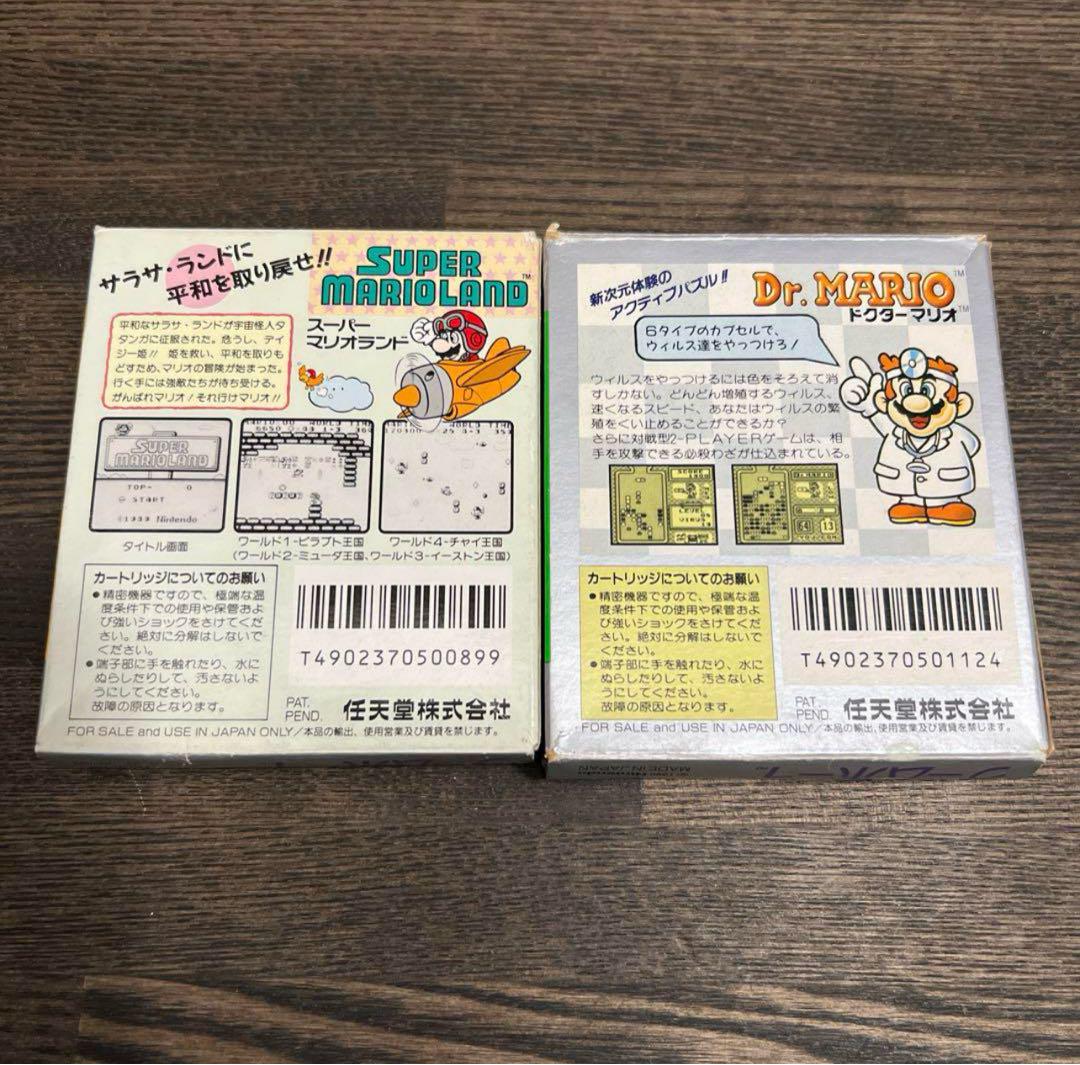 サラサ・ランドに
平和を取り戻せ!!
SUPER
MARIOLAND™
スーパー
マリオランド
平和なサラサ・ランドが宇宙怪人タ
タンガに征服された。危うし、デイ
ジー姫!! 姫を救い、平和を取りも
どすため、マリオの冒険が始まった。
行く手には強敵たちが待ち受ける。
がんばれマリオ!それ行けマリオ!!
SUPER
MARIOLAND
TOP- 0
START
©1989 Nintendo
タイトル画面
ワールド1-ビラブト王国
(ワールド2-ミューダ王国、ワールド3-イーストン王国)
ワールド4-チャイ王国
カートリッジについてのお願い
●精密機器ですので、極端な温
度条件下での使用や保管およ
び強いショックをさけてくだ
さい。絶対に分解はしないで
ください。
●端子部に手を触れたり、水に
ぬらしたりして、汚さないよ
うにしてください。
故障の原因となります。
T4902370500899
PAT.
PEND.
任天堂株式会社
FOR SALE and USE IN JAPAN ONLY/本品の輸出、使用営業及び賃貸を禁じます。
新次元体験の
アクティブパズル!!
Dr. MARIO™
ドクターマリオ™
6タイプのカプセルで、
ウィルス達をやっつけろ!
ウィルスをやっつけるには色をそろえて消
すしかない。どんどん増殖するウィルス、
速くなるスピード、あなたはウィルスの繁
殖をくい止めることができるか?
さらに対戦型2-PLAYERゲームは、相
手を攻撃できる必殺わざが仕込まれている。
カートリッジについてのお願い
●精密機器ですので、極端な温
度条件下での使用や保管およ
び強いショックをさけてくだ
さい。絶対に分解はしないで
ください。
●端子部に手を触れたり、水に
ぬらしたりして、汚さないよ
うにしてください。
故障の原因となります。
T4902370501124
PAT.
PEND.
任天堂株式会社
FOR SALE and USE IN JAPAN ONLY/本品の輸出、使用営業及び賃貸を禁じます。
MADE IN JAPAN